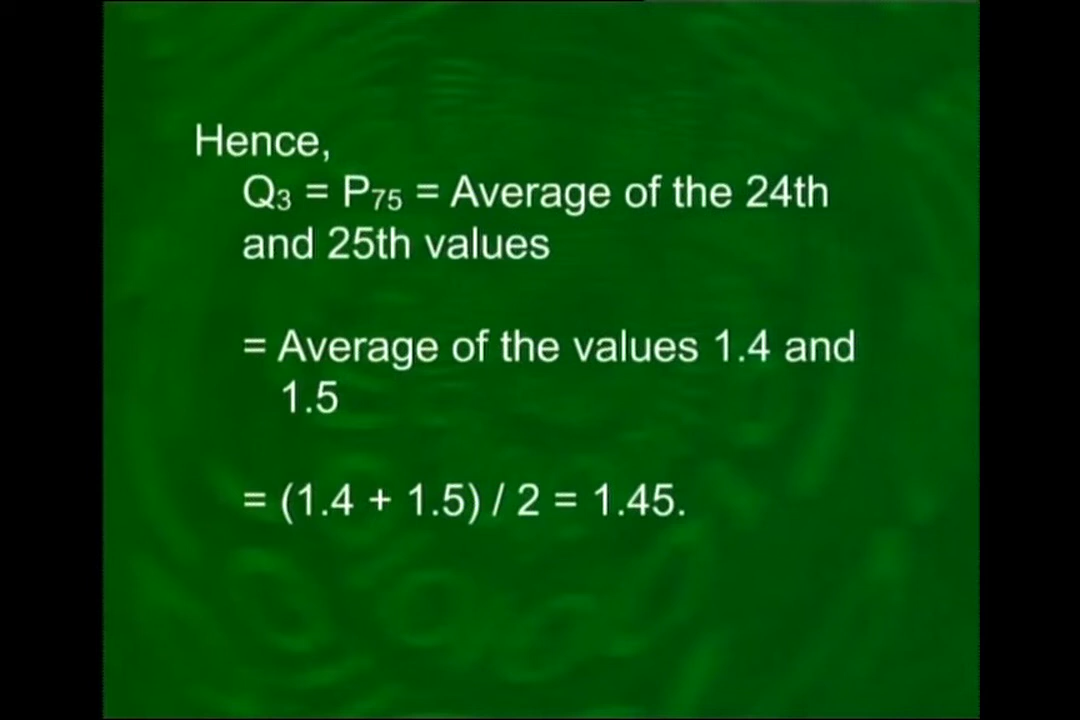 Hence,
Q3 = P75 = Average of the 24th
and 25th values
= Average of the values 1.4 and
1.5
= (1.4 + 1.5) / 2 = 1.45.